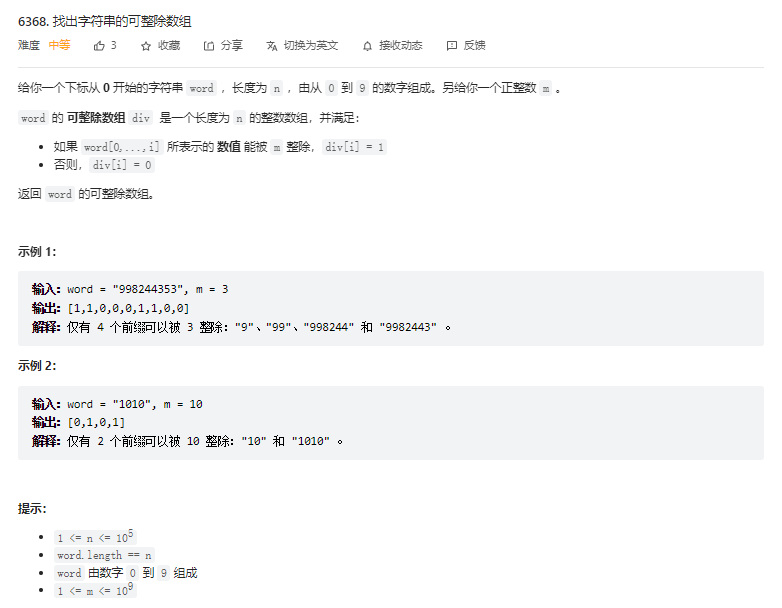 6368. 找出字符串的可整除数组
难度 中等 3 收藏 分享 切换为英文 接收动态 反馈
给你一个下标从 0 开始的字符串 word ，长度为 n ，由从 0 到 9 的数字组成。另给你一个正整数 m 。
word 的 可整除数组 div 是一个长度为 n 的整数数组，并满足：
如果 word[0,...,i] 所表示的 数值 能被 m 整除， div[i] = 1
否则， div[i] = 0
返回 word 的可整除数组。
示例 1：
输入：word = "998244353", m = 3
输出：[1,1,0,0,0,1,1,0,0]
解释：仅有 4 个前缀可以被 3 整除："9"、"99"、"998244" 和 "9982443" 。
示例 2：
输入：word = "1010", m = 10
输出：[0,1,0,1]
解释：仅有 2 个前缀可以被 10 整除："10" 和 "1010" 。
提示：
1 <= n <= 10⁵
word.length == n
word 由数字 0 到 9 组成
1 <= m <= 10⁹